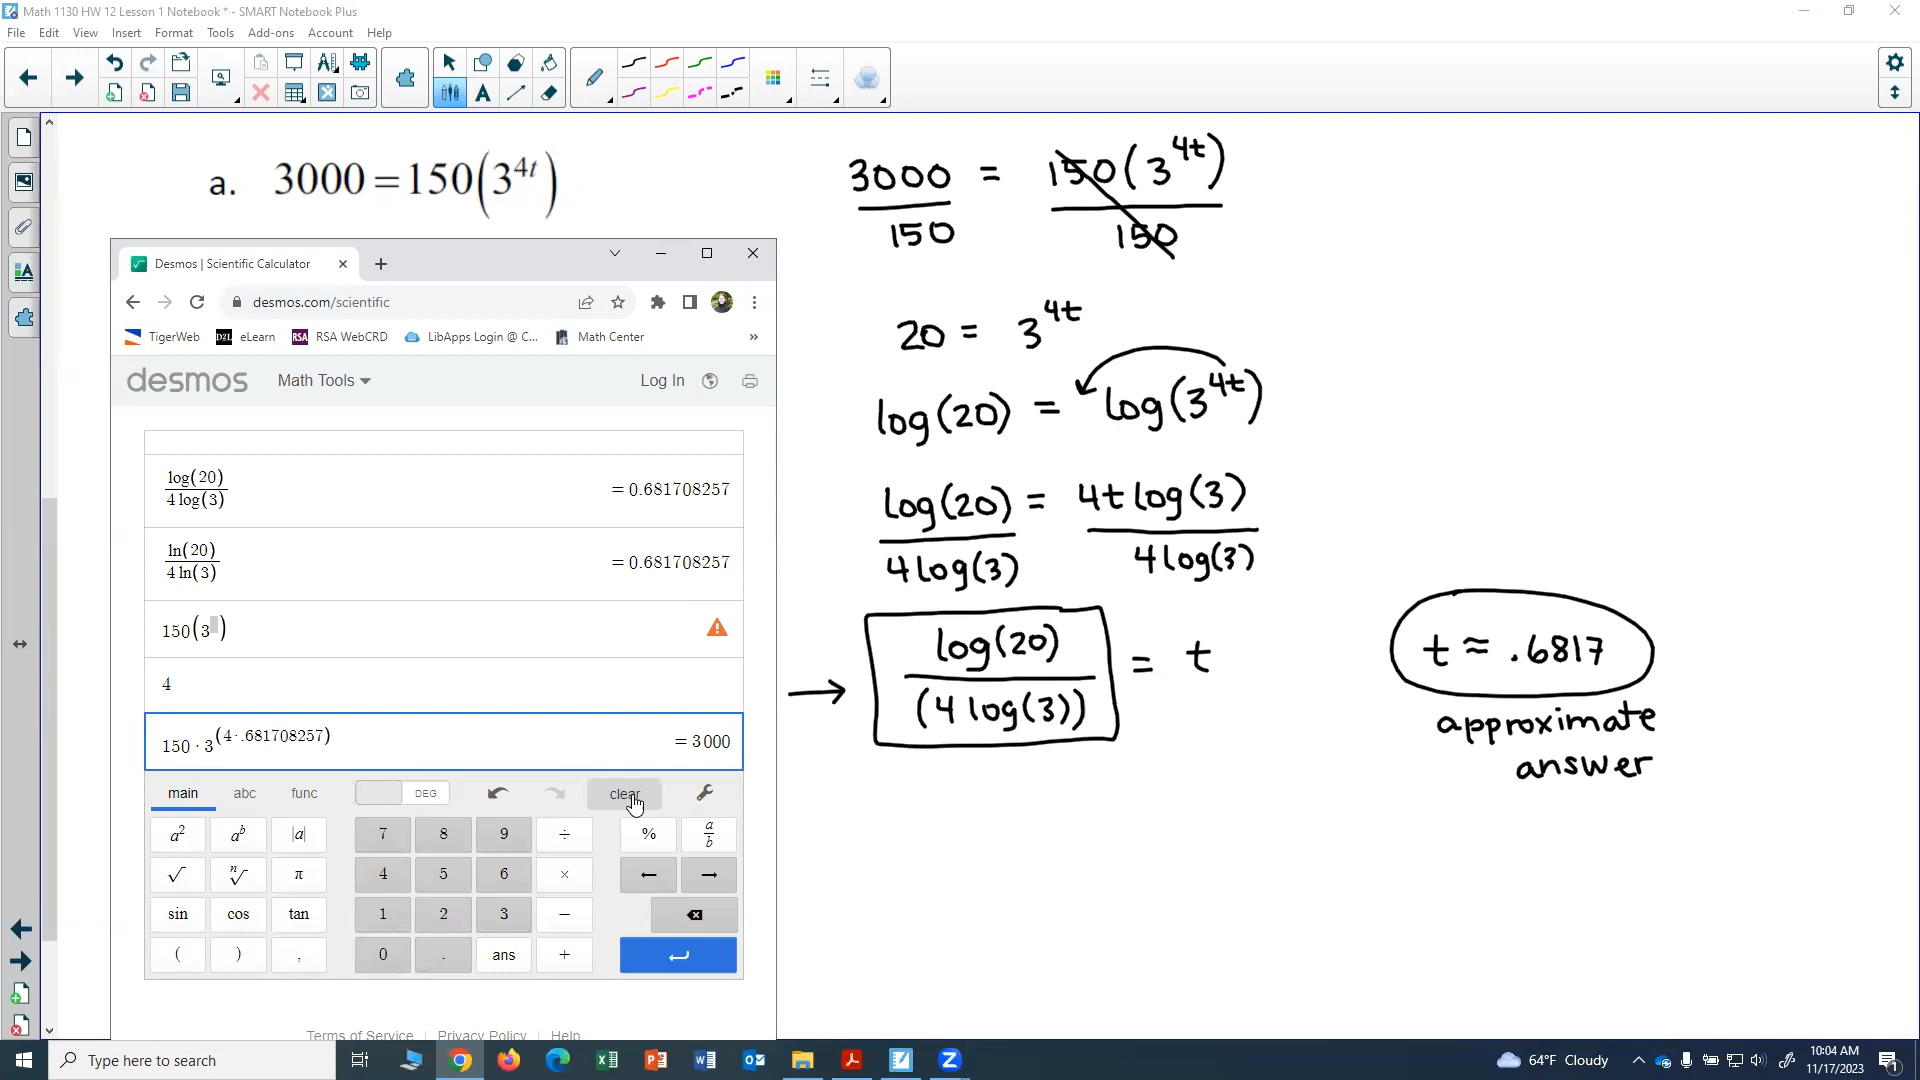 Math 1130 HW 12 Lesson 1 Notebook * - SMART Notebook Plus
File Edit View Insert Format Tools Add-ons Account Help
a. 3000 = 150(3^{4t})
Desmos | Scientific Calculator
desmos.com/scientific
TigerWeb D2L eLearn RSA RSA WebCRD LibApps Login @ C... Math Center »
desmos Math Tools Log In
log(20)/4 log(3) = 0.681708257
ln(20)/4 ln(3) = 0.681708257
150(3^{ })
4
150 · 3^{(4·.681708257)} = 3000
main abc func DEG clear
a² a^b |a| 7 8 9 ÷ % a/b
√ ⁿ√ π 4 5 6 × ← →
sin cos tan 1 2 3 −
( ) , 0 . ans +
Terms of Service | Privacy Policy | Help
3000/150 = 150(3^{4t})/150
20 = 3^{4t}
log(20) = log(3^{4t})
log(20)/4log(3) = 4t log(3)/4log(3)
→ log(20)/(4 log(3)) = t
t ≈ .6817
approximate
answer
Type here to search
64°F Cloudy
10:04 AM
11/17/2023
1